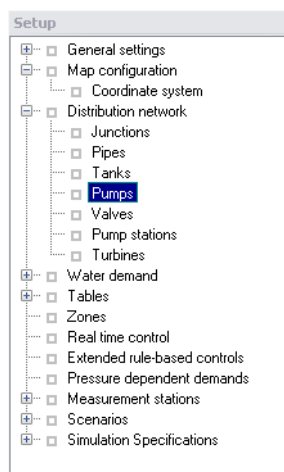 Setup
General settings
Map configuration
Coordinate system
Distribution network
Junctions
Pipes
Tanks
Pumps
Valves
Pump stations
Turbines
Water demand
Tables
Zones
Real time control
Extended rule-based controls
Pressure dependent demands
Measurement stations
Scenarios
Simulation Specifications